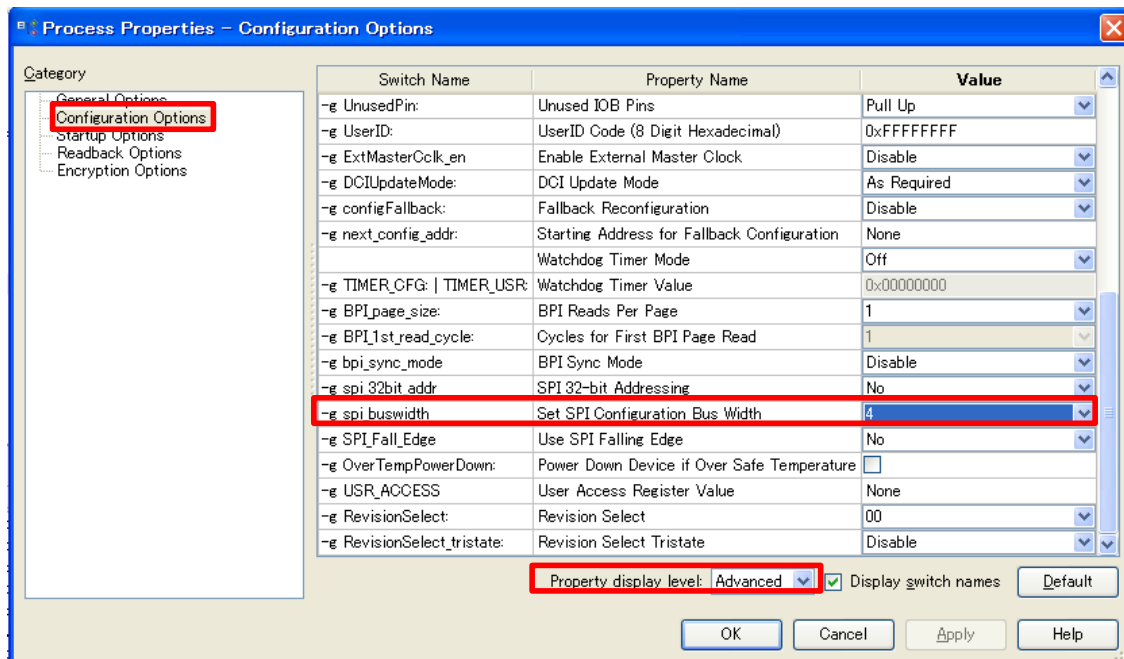 Process Properties - Configuration Options
Category
General Options
Configuration Options
Startup Options
Readback Options
Encryption Options
Switch Name Property Name Value
-g UnusedPin: Unused IOB Pins Pull Up
-g UserID: UserID Code (8 Digit Hexadecimal) 0xFFFFFFFF
-g ExtMasterCclk_en Enable External Master Clock Disable
-g DCIUpdateMode: DCI Update Mode As Required
-g configFallback: Fallback Reconfiguration Disable
-g next_config_addr: Starting Address for Fallback Configuration None
Watchdog Timer Mode Off
-g TIMER_CFG: | TIMER_USR: Watchdog Timer Value 0x00000000
-g BPI_page_size: BPI Reads Per Page 1
-g BPI_1st_read_cycle: Cycles for First BPI Page Read 1
-g bpi_sync_mode BPI Sync Mode Disable
-g spi 32bit addr SPI 32-bit Addressing No
-g spi buswidth Set SPI Configuration Bus Width 4
-g SPI_Fall_Edge Use SPI Falling Edge No
-g OverTempPowerDown: Power Down Device if Over Safe Temperature
-g USR_ACCESS User Access Register Value None
-g RevisionSelect: Revision Select 00
-g RevisionSelect_tristate: Revision Select Tristate Disable
Property display level: Advanced Display switch names Default
OK Cancel Apply Help